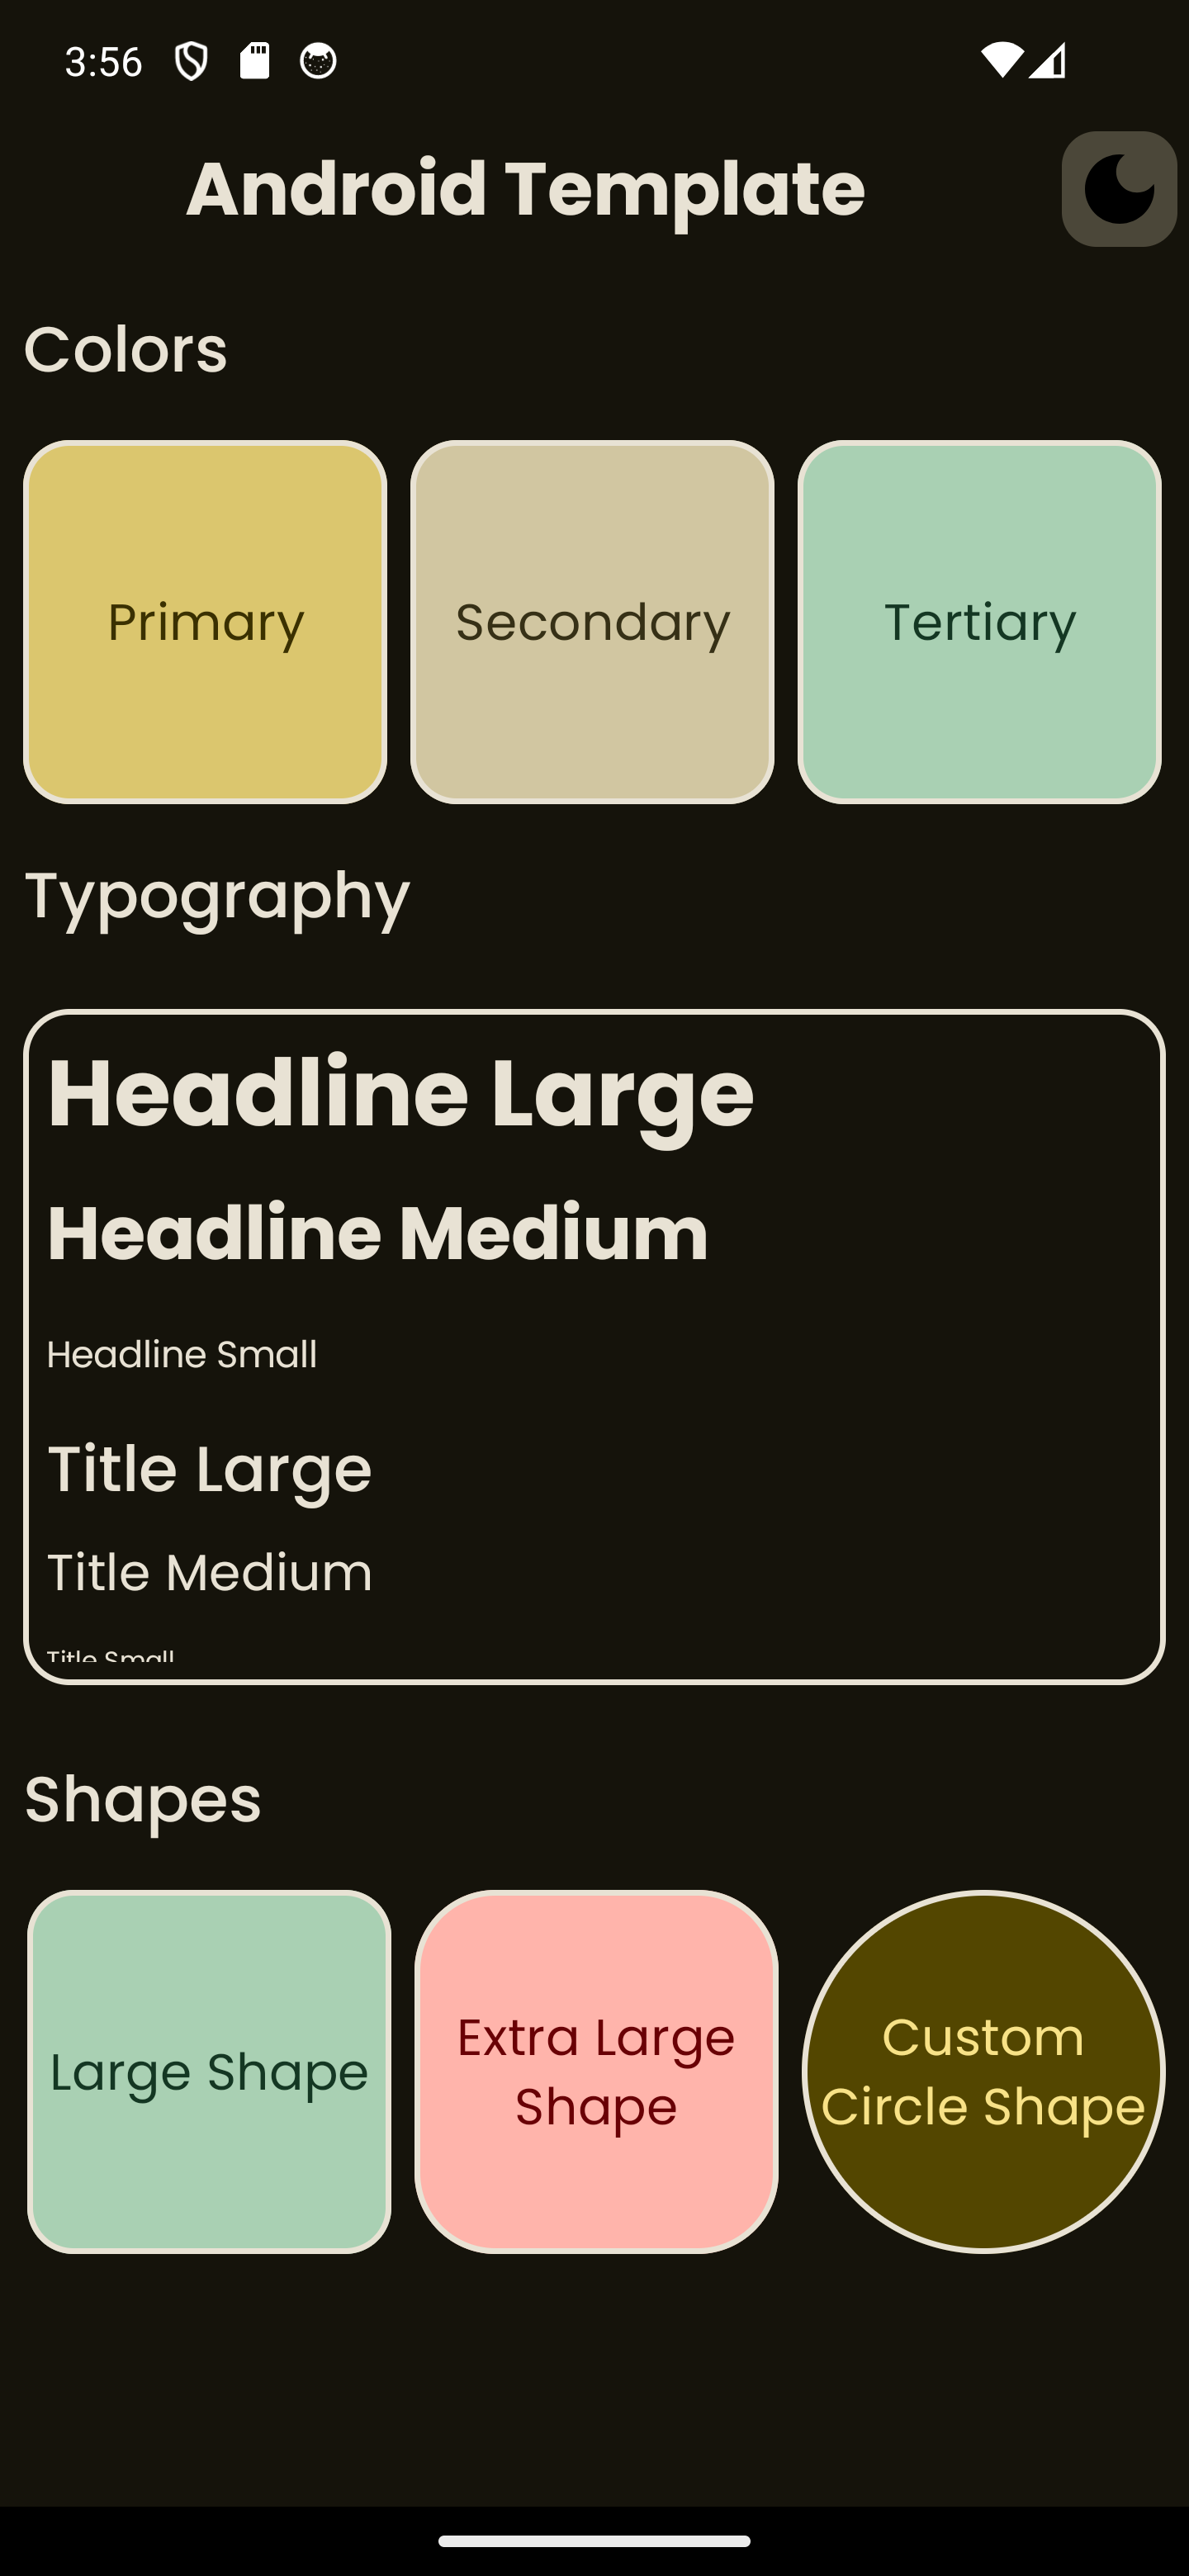 3:56
Android Template
Colors
Primary
Secondary
Tertiary
Typography
Headline Large
Headline Medium
Headline Small
Title Large
Title Medium
Title Small
Shapes
Large Shape
Extra Large
Shape
Custom
Circle Shape